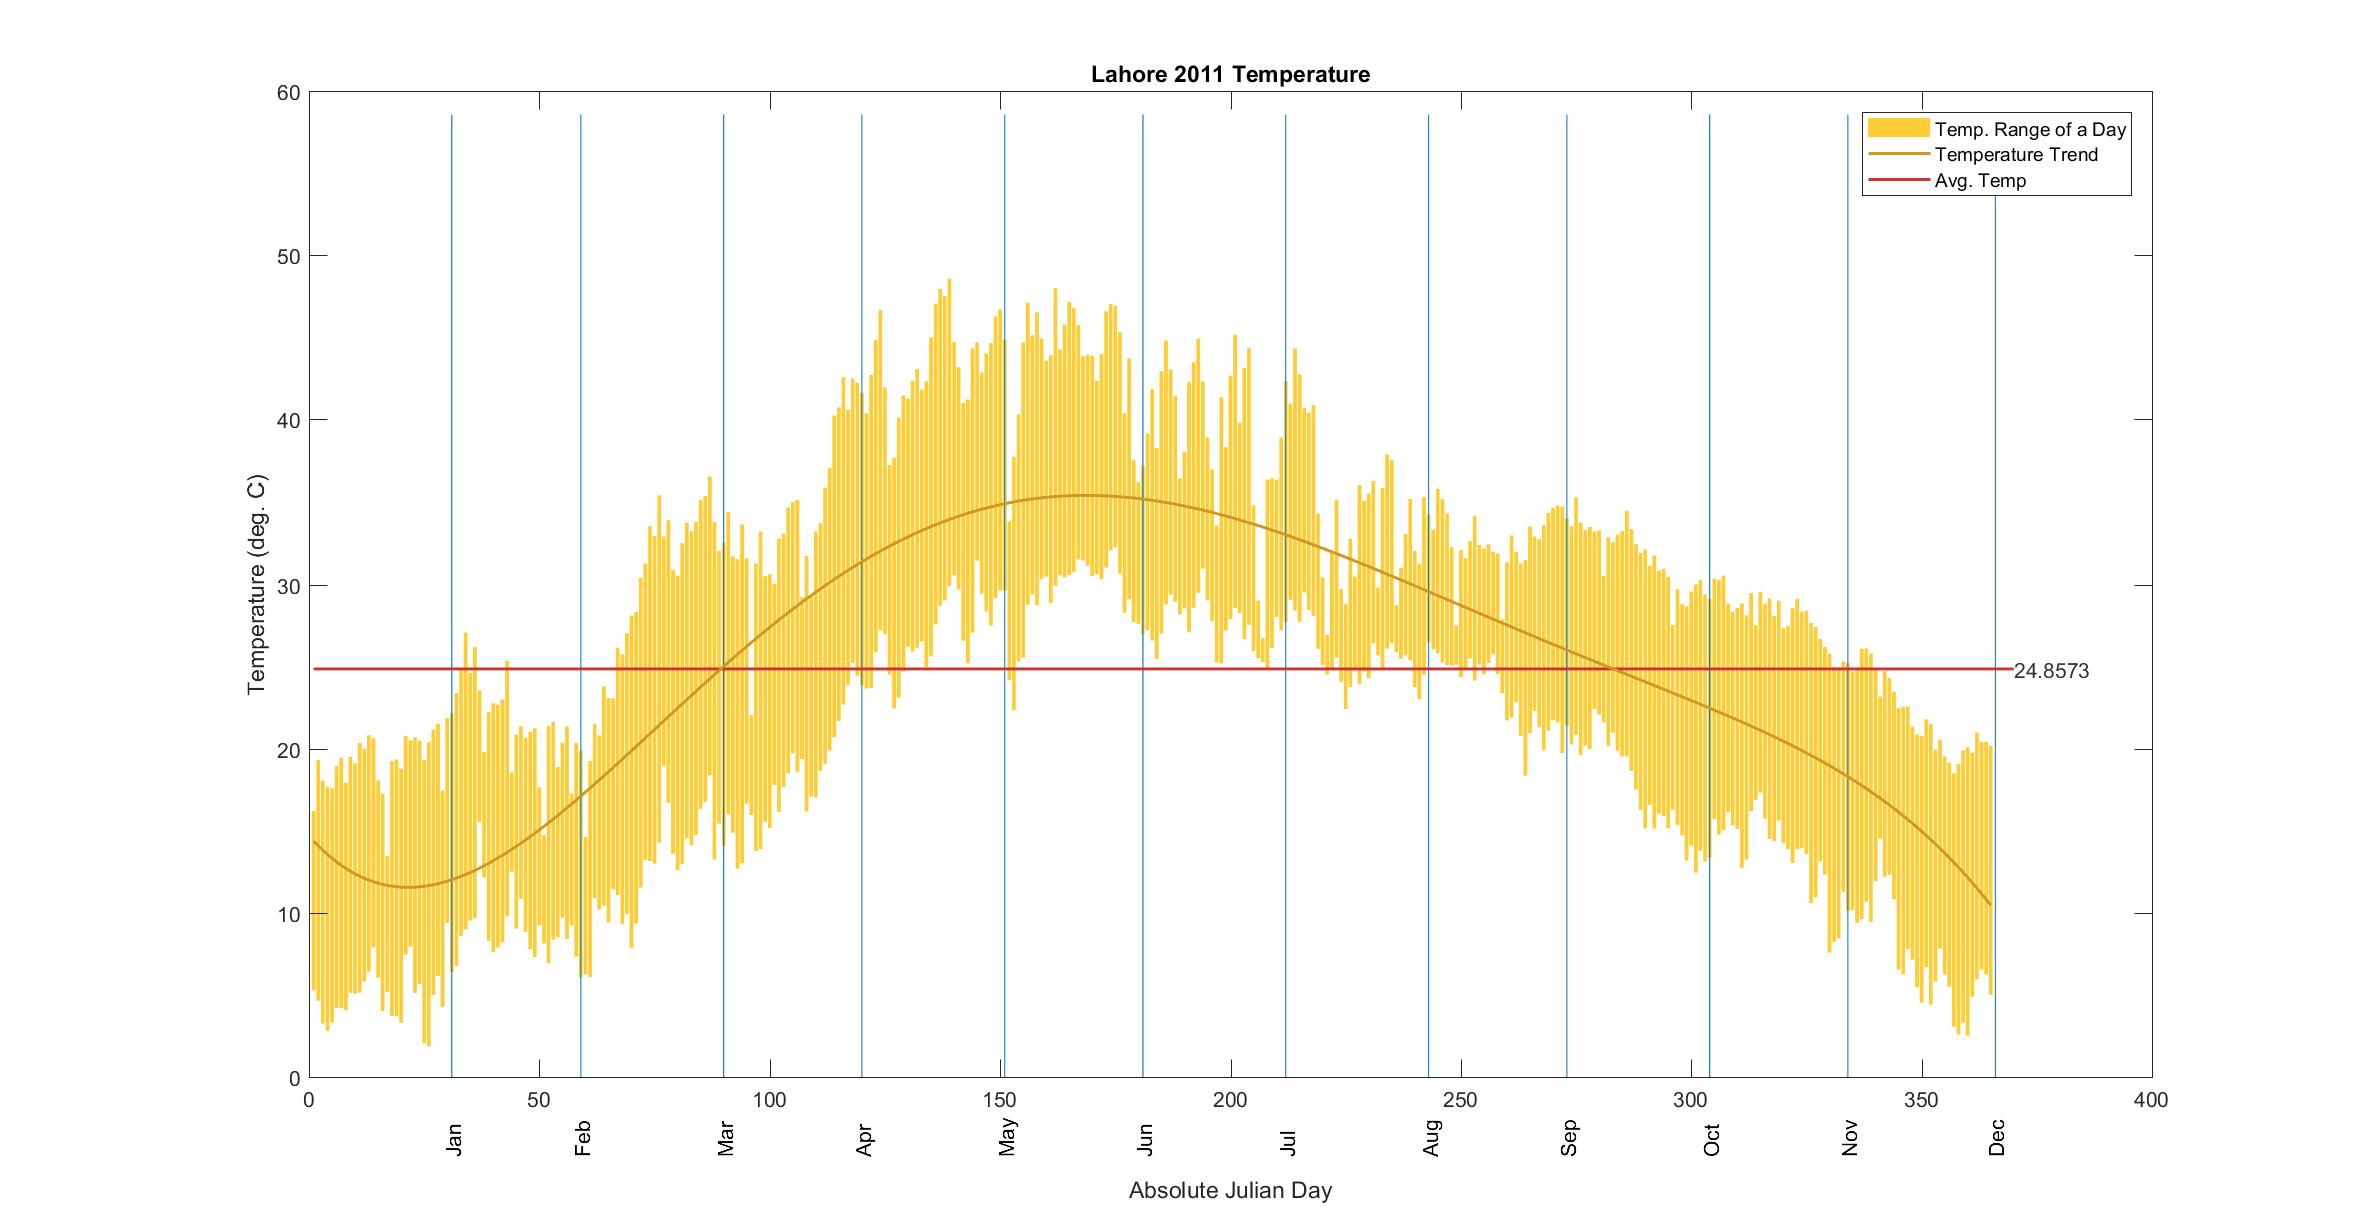 Lahore 2011 Temperature
60
50
40
30
20
10
0
Temperature (deg. C)
Temp. Range of a Day
Temperature Trend
Avg. Temp
24.8573
0 50 100 150 200 250 300 350 400
Jan Feb Mar Apr May Jun Jul Aug Sep Oct Nov Dec
Absolute Julian Day